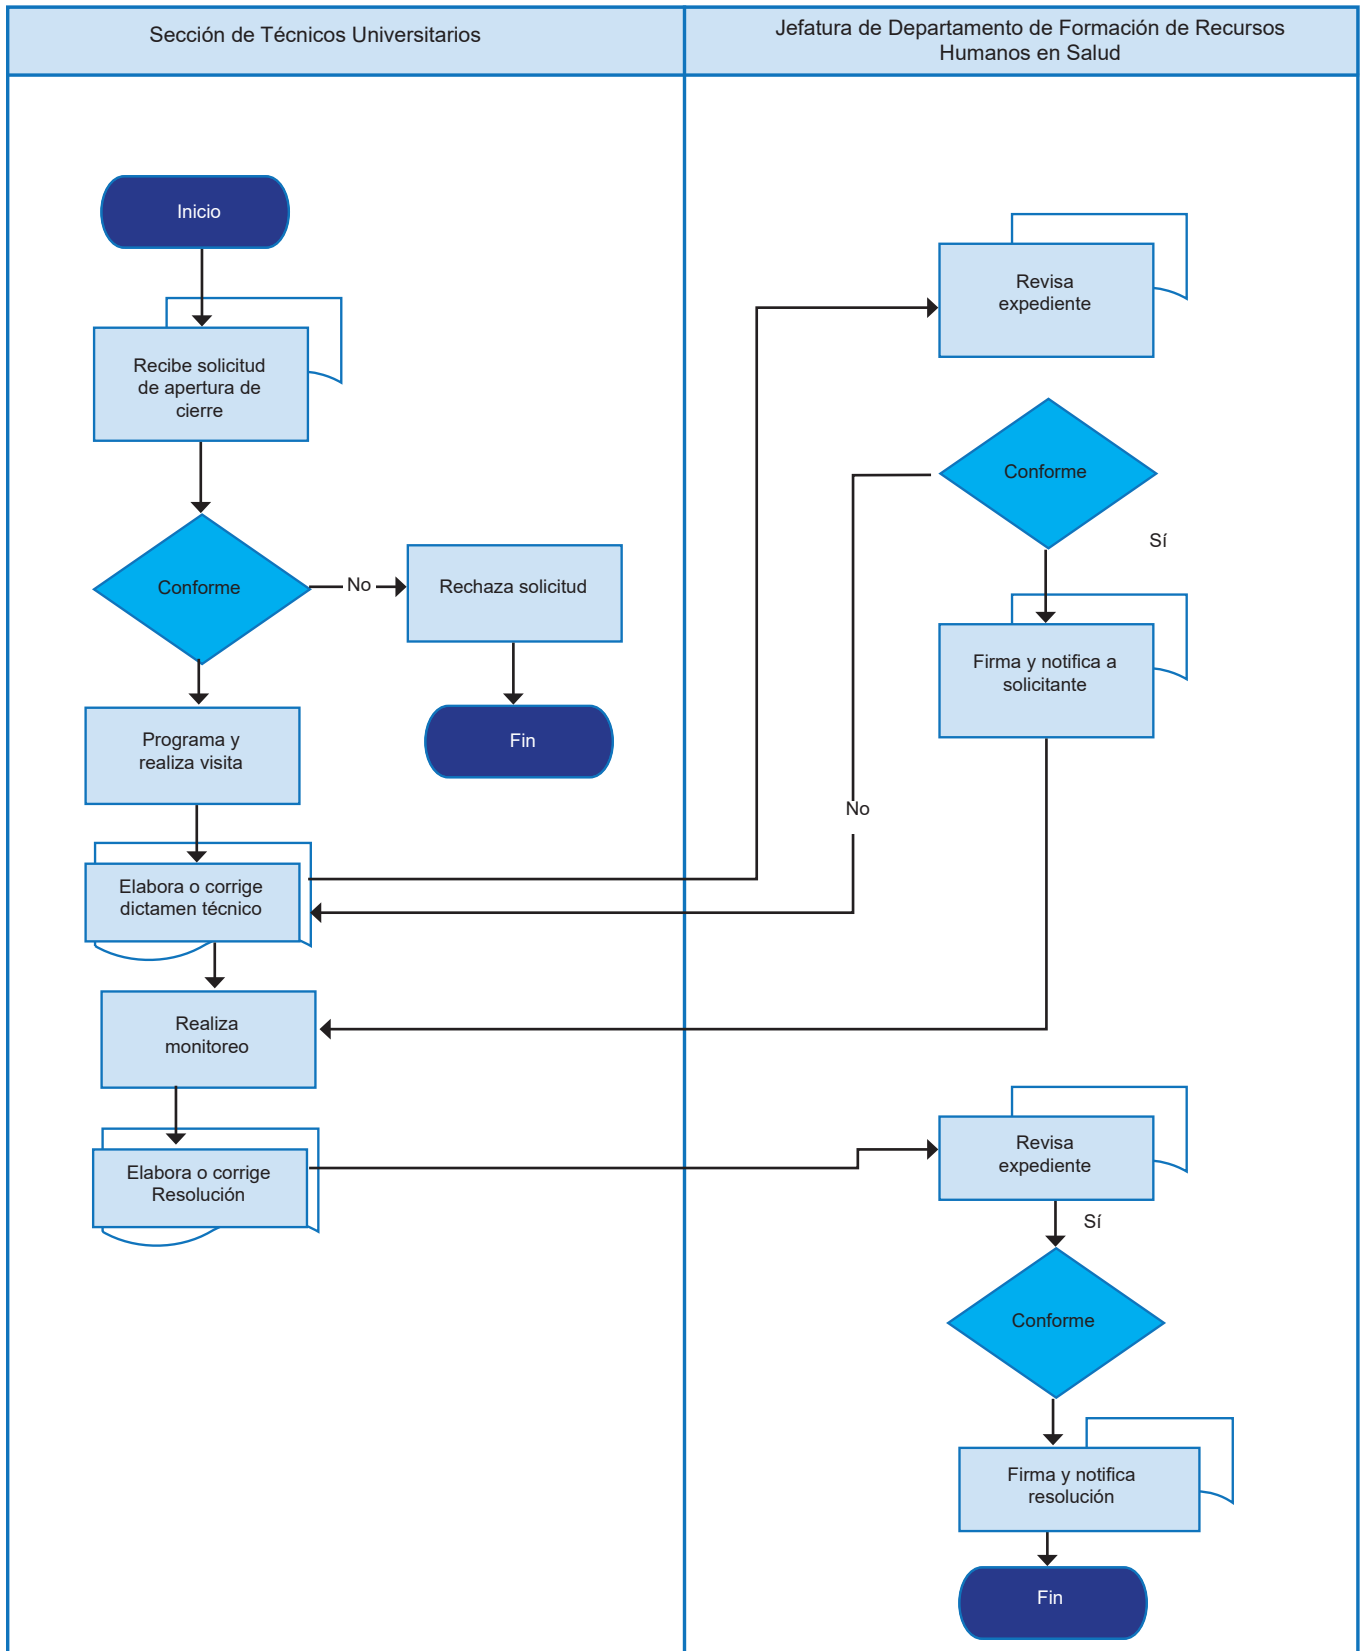 Sección de Técnicos Universitarios
Jefatura de Departamento de Formación de Recursos
Humanos en Salud
Inicio
Recibe solicitud
de apertura de
cierre
Conforme
No
Rechaza solicitud
Fin
Programa y
realiza visita
Elabora o corrige
dictamen técnico
Realiza
monitoreo
Elabora o corrige
Resolución
Revisa
expediente
Conforme
Sí
No
Firma y notifica a
solicitante
Revisa
expediente
Sí
Conforme
Firma y notifica
resolución
Fin